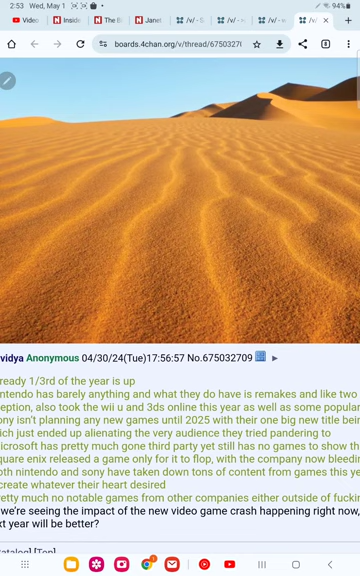 2:53 Wed, May 1 94%
Video Inside The B Janet /v/ - /v/ - /v/ - /v/
boards.4chan.org/v/thread/6750327 8
vidya Anonymous 04/30/24(Tue)17:56:57 No.675032709
ready 1/3rd of the year is up
ntendo has barely anything and what they do have is remakes and like two
eption, also took the wii u and 3ds online this year as well as some popular
ony isn't planning any new games until 2025 with their one big new title bein
ich just ended up alienating the very audience they tried pandering to
icrosoft has pretty much gone third party yet still has no games to show th
quare enix released a game only for it to flop, with the company now bleedin
oth nintendo and sony have taken down tons of content from games this ye
create whatever their heart desired
etty much no notable games from other companies either outside of fuckin
we're seeing the impact of the new video game crash happening right now,
xt year will be better?
atalog] [Top]